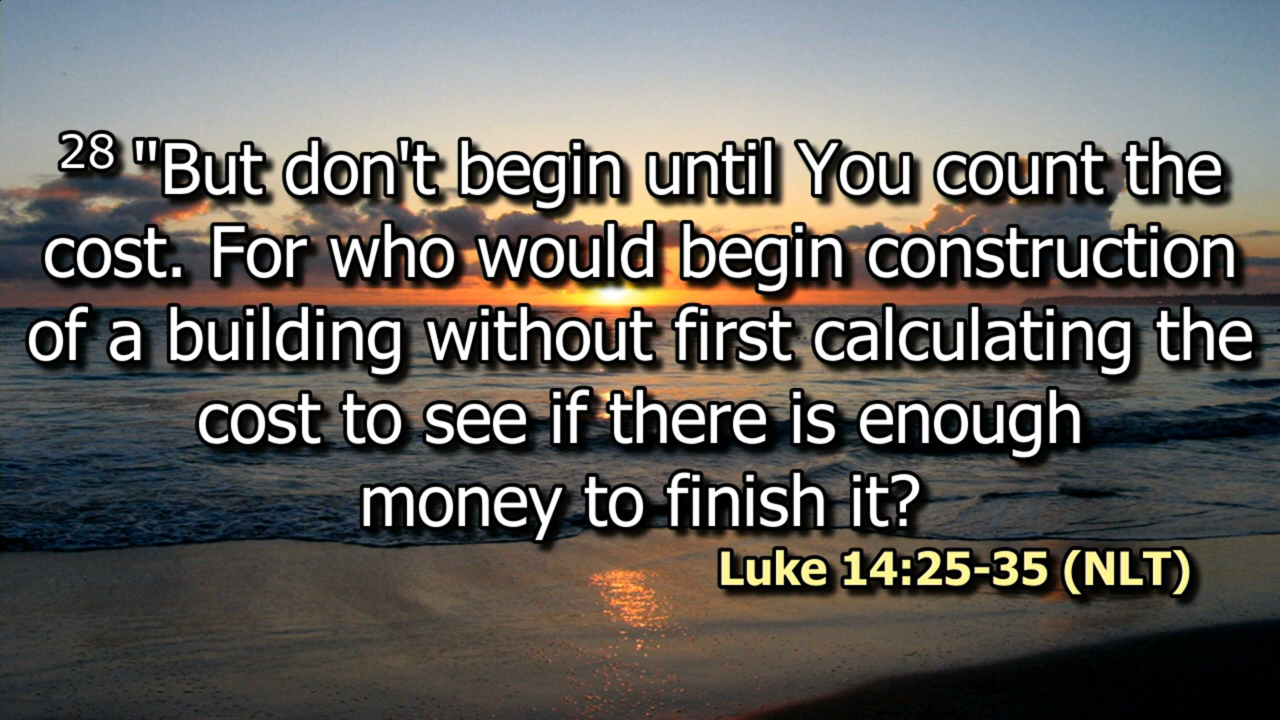 28 "But don't begin until You count the
cost. For who would begin construction
of a building without first calculating the
cost to see if there is enough
money to finish it?
Luke 14:25-35 (NLT)